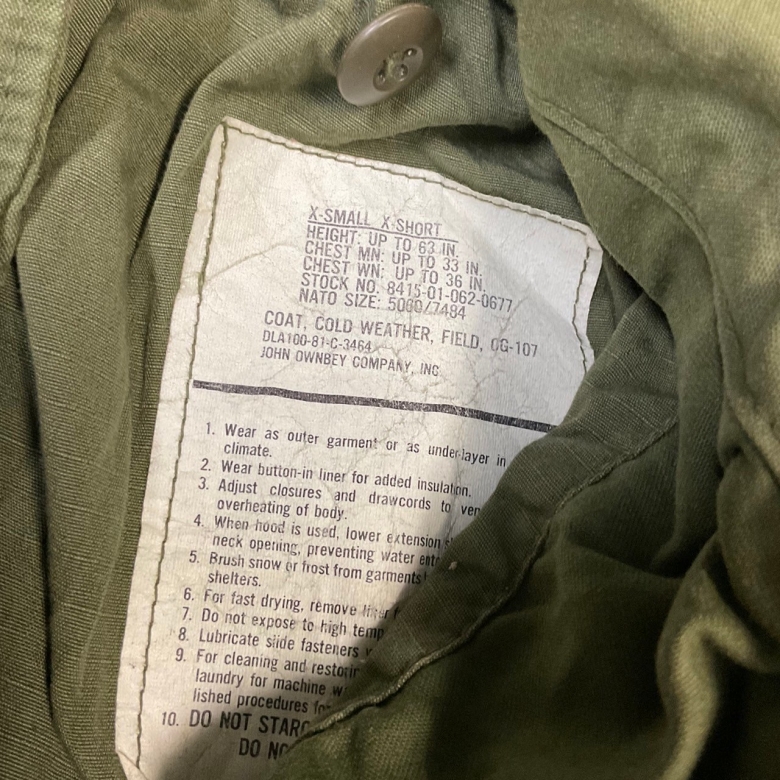 X-SMALL X-SHORT
HEIGHT: UP TO 63 IN.
CHEST MN: UP TO 33 IN.
CHEST WN: UP TO 36 IN.
STOCK NO. 8415-01-062-0677
NATO SIZE: 5060/7484
COAT, COLD WEATHER, FIELD, OG-107
DLA100-81-C-3464
JOHN OWNBEY COMPANY, INC.
1. Wear as outer garment or as under-layer in
climate.
2. Wear button-in liner for added insulation.
3. Adjust closures and drawcords to
overheating of body.
4. When hood is used, lower extension
neck opening, preventing water
5. Brush snow or frost from garments
shelters.
6. For fast drying, remove liner
7. Do not expose to high
8. Lubricate slide fasteners
9. For cleaning and
laundry for machine
lished procedures
10. DO NOT
DO